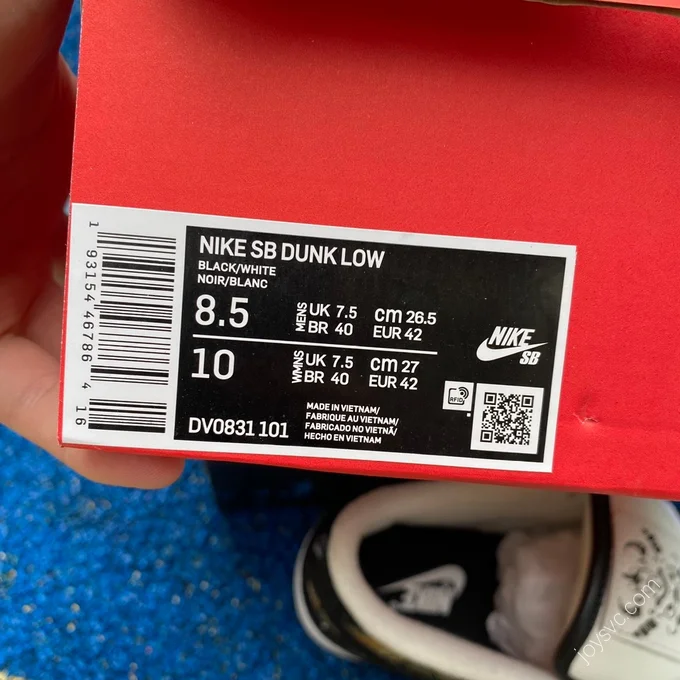 NIKE SB DUNK LOW
BLACK/WHITE
NOIR/BLANC
8.5
MENS
UK 7.5 cm 26.5
BR 40 EUR 42
10
WMNS
UK 7.5 cm 27
BR 40 EUR 42
DV0831 101
MADE IN VIETNAM/
FABRIQUE AU VIETNAM/
FABRICADO NO VIETNÃ/
HECHO EN VIETNAM
NIKE
SB
RFID
1 93154 46786 4 16
NIKE
joysvc.com